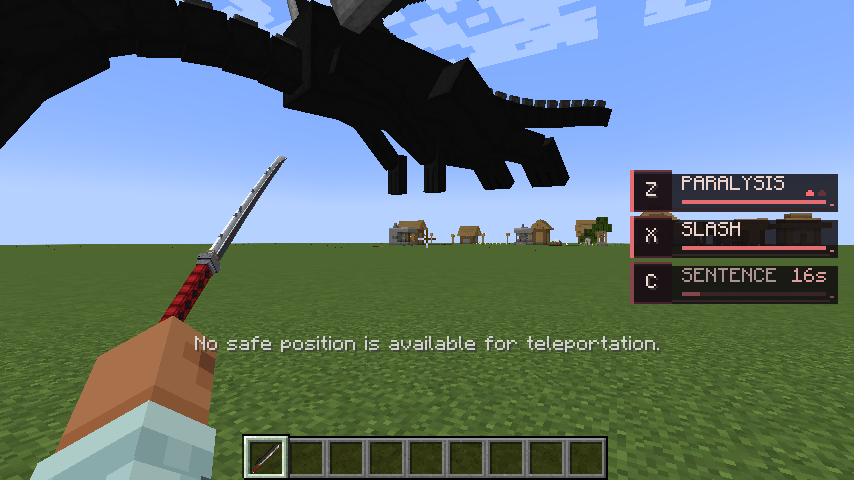 Z PARALYSIS
X SLASH
C SENTENCE 16s
No safe position is available for teleportation.